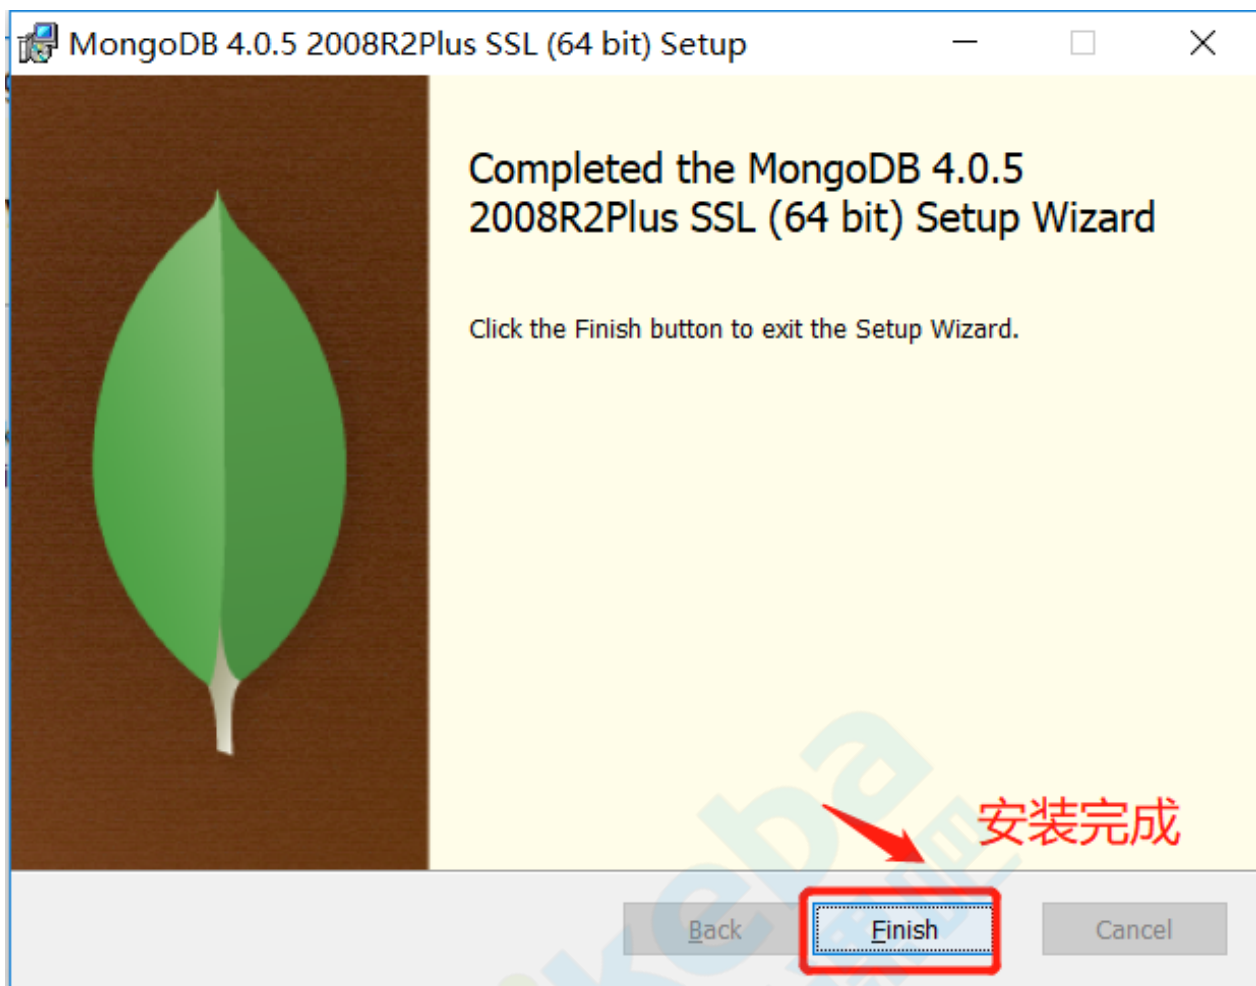 MongoDB 4.0.5 2008R2Plus SSL (64 bit) Setup
Completed the MongoDB 4.0.5
2008R2Plus SSL (64 bit) Setup Wizard
Click the Finish button to exit the Setup Wizard.
安装完成
Back
Finish
Cancel